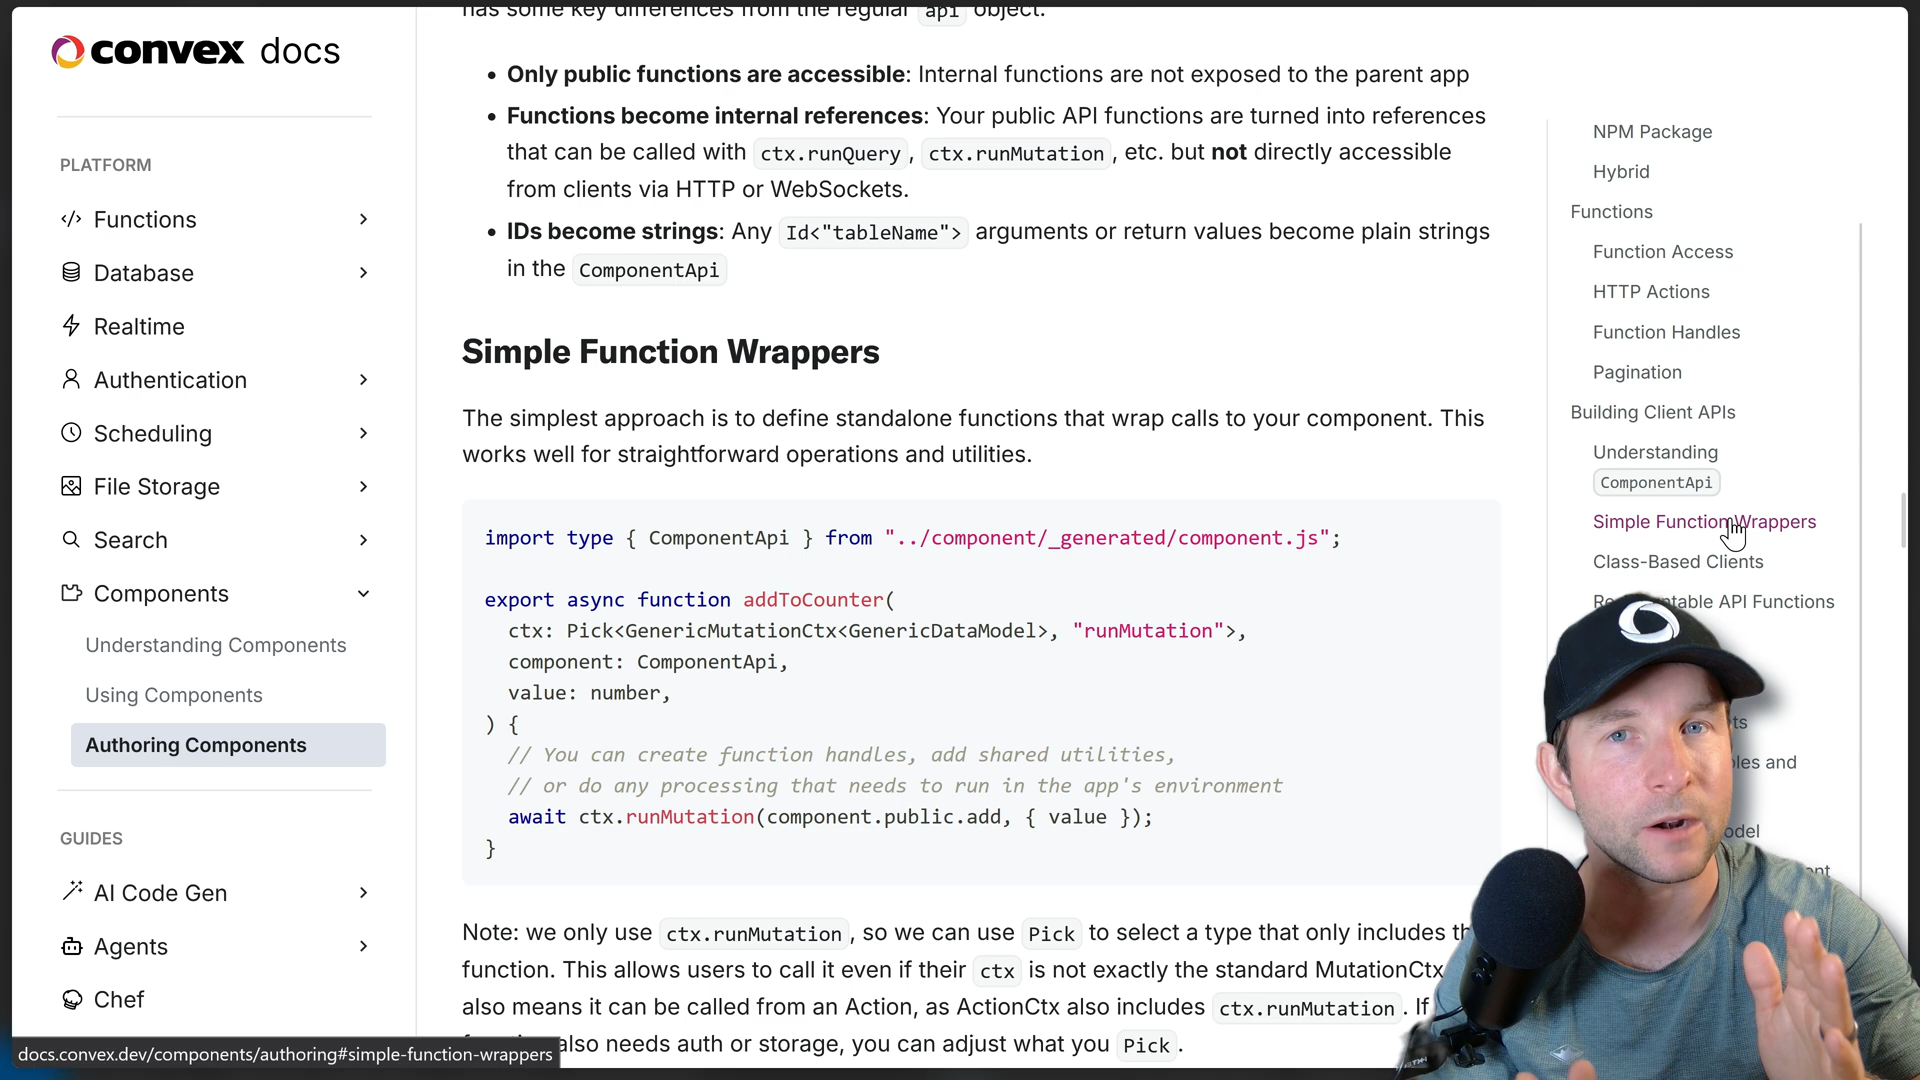 has some key differences from the regular api object.
convex docs
PLATFORM
Functions
Database
Realtime
Authentication
Scheduling
File Storage
Search
Components
Understanding Components
Using Components
Authoring Components
GUIDES
AI Code Gen
Agents
Chef
docs.convex.dev/components/authoring#simple-function-wrappers
• Only public functions are accessible: Internal functions are not exposed to the parent app
• Functions become internal references: Your public API functions are turned into references
that can be called with ctx.runQuery, ctx.runMutation, etc. but not directly accessible
from clients via HTTP or WebSockets.
• IDs become strings: Any Id<"tableName"> arguments or return values become plain strings
in the ComponentApi
Simple Function Wrappers
The simplest approach is to define standalone functions that wrap calls to your component. This
works well for straightforward operations and utilities.
import type { ComponentApi } from "../component/_generated/component.js";
export async function addToCounter(
ctx: Pick<GenericMutationCtx<GenericDataModel>, "runMutation">,
component: ComponentApi,
value: number,
) {
// You can create function handles, add shared utilities,
// or do any processing that needs to run in the app's environment
await ctx.runMutation(component.public.add, { value });
}
Note: we only use ctx.runMutation, so we can use Pick to select a type that only includes
function. This allows users to call it even if their ctx is not exactly the standard MutationCtx
also means it can be called from an Action, as ActionCtx also includes ctx.runMutation. If
also needs auth or storage, you can adjust what you Pick.
NPM Package
Hybrid
Functions
Function Access
HTTP Actions
Function Handles
Pagination
Building Client APIs
Understanding
ComponentApi
Simple Function Wrappers
Class-Based Clients
API Functions
and